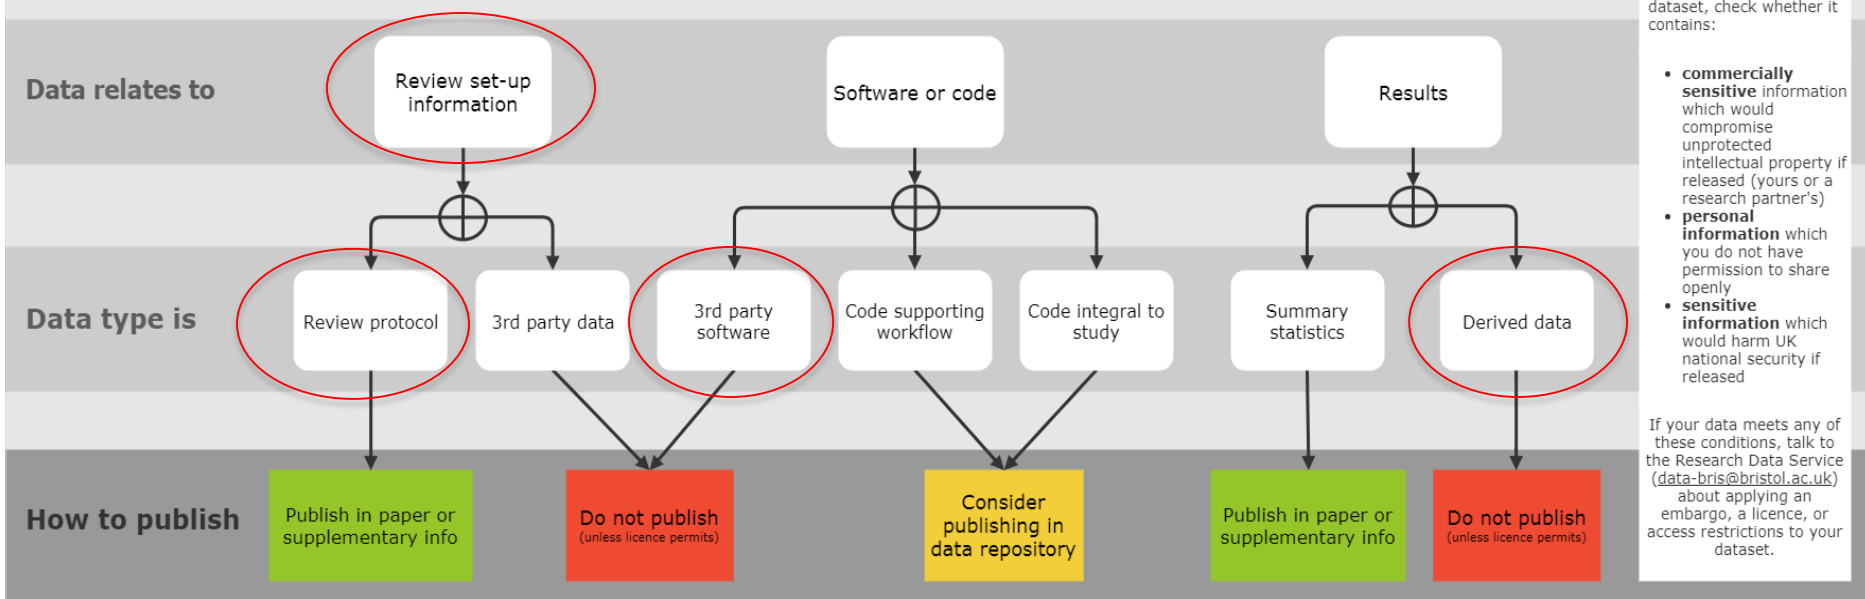 Data relates to
Review set-up
information
Software or code
Results
Data type is
Review protocol
3rd party data
3rd party
software
Code supporting
workflow
Code integral to
study
Summary
statistics
Derived data
How to publish
Publish in paper or
supplementary info
Do not publish
(unless licence permits)
Consider
publishing in
data repository
Publish in paper or
supplementary info
Do not publish
(unless licence permits)
dataset, check whether it
contains:
• commercially
sensitive information
which would
compromise
unprotected
intellectual property if
released (yours or a
research partner's)
• personal
information which
you do not have
permission to share
openly
• sensitive
information which
would harm UK
national security if
released
If your data meets any of
these conditions, talk to
the Research Data Service
(data-bris@bristol.ac.uk)
about applying an
embargo, a licence, or
access restrictions to your
dataset.